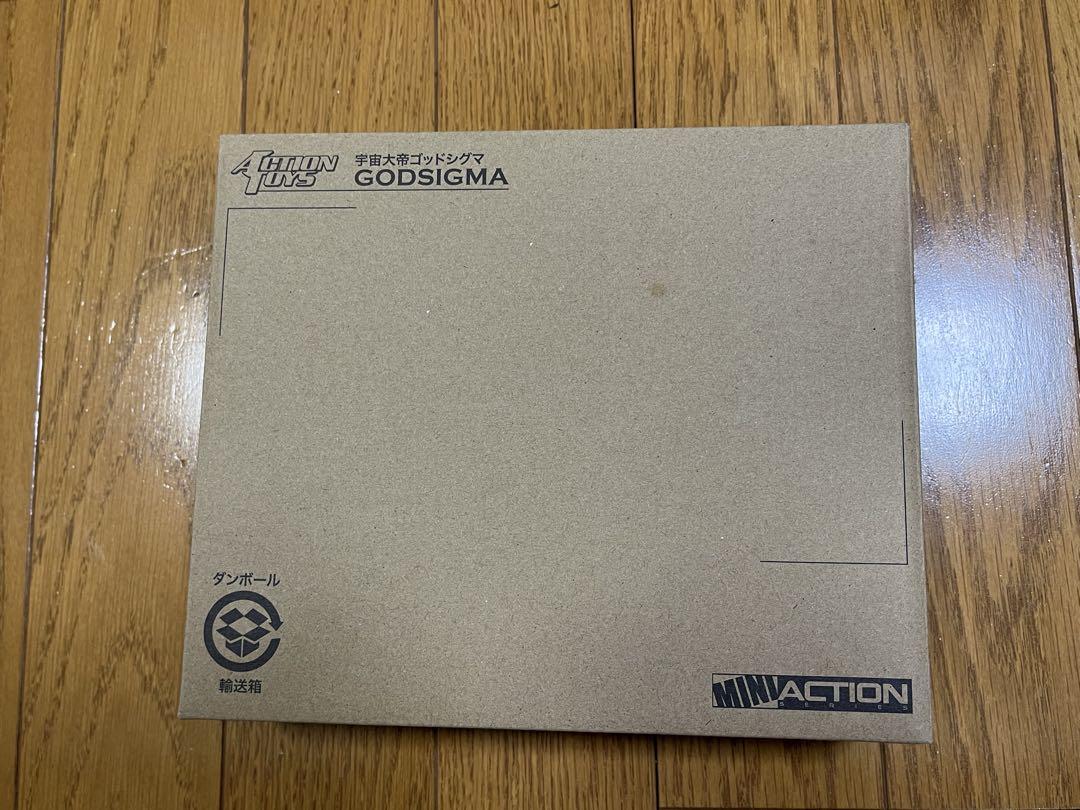 ACTION
TOYS
宇宙大帝ゴッドシグマ
GODSIGMA
ダンボール
輸送箱
MINI ACTION
SERIES